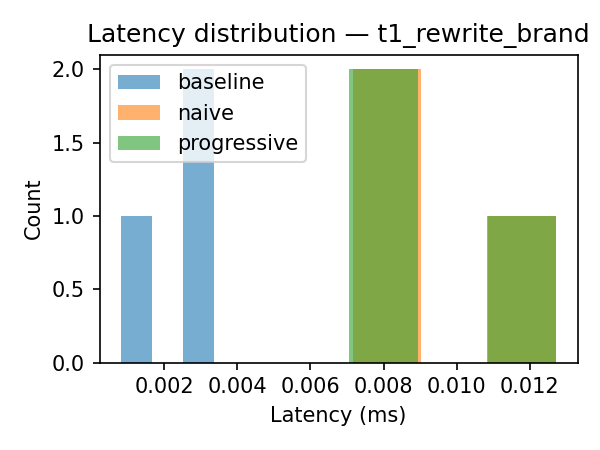 Latency distribution — t1_rewrite_brand
baseline
naive
progressive
2.0
1.5
1.0
0.5
0.0
Count
0.002 0.004 0.006 0.008 0.010 0.012
Latency (ms)